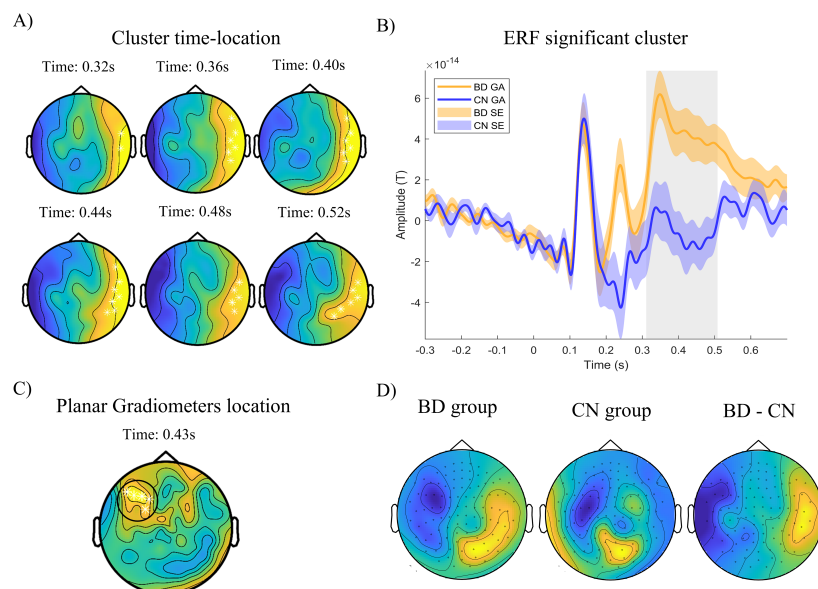 A)
Cluster time-location
Time: 0.32s
Time: 0.36s
Time: 0.40s
Time: 0.44s
Time: 0.48s
Time: 0.52s
B)
ERF significant cluster
×10⁻¹⁴
BD GA
CN GA
BD SE
CN SE
6
4
2
0
-2
-4
Amplitude (T)
-0.3
-0.2
-0.1
0
0.1
0.2
0.3
0.4
0.5
0.6
Time (s)
C)
Planar Gradiometers location
Time: 0.43s
D)
BD group
CN group
BD - CN